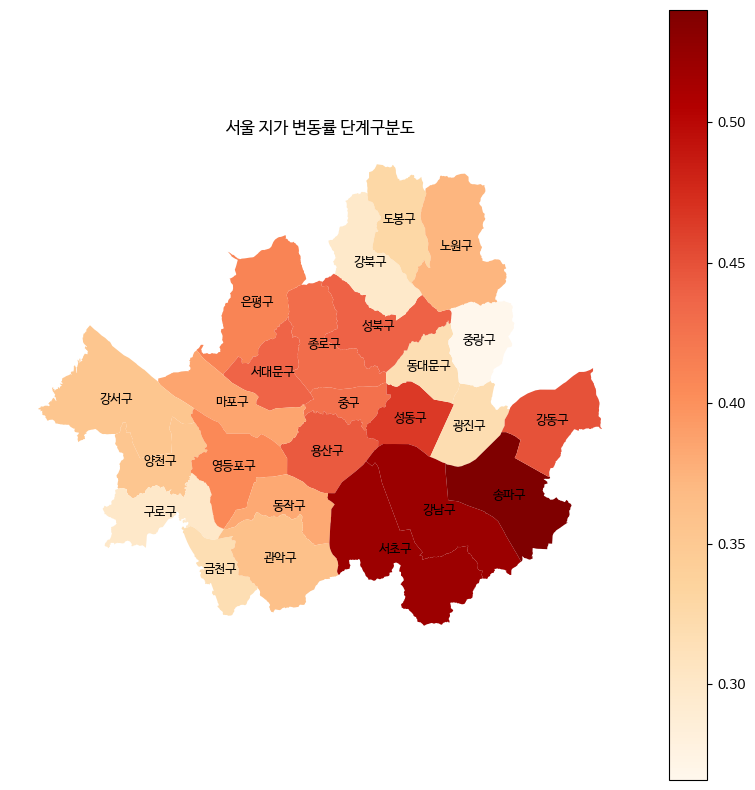 서울 지가 변동률 단계구분도
도봉구
노원구
강북구
은평구
성북구
중랑구
종로구
동대문구
서대문구
강서구
마포구
중구
성동구
강동구
광진구
용산구
양천구
영등포구
송파구
동작구
강남구
구로구
서초구
관악구
금천구
0.50
0.45
0.40
0.35
0.30